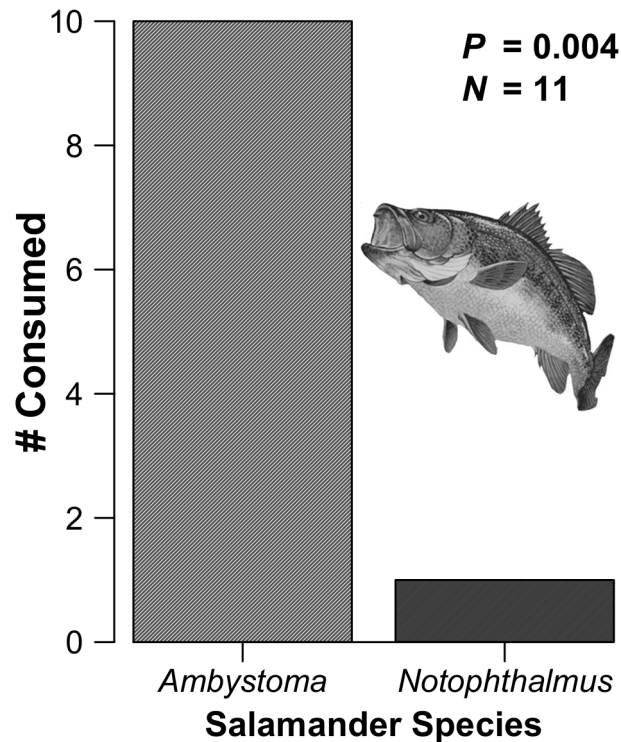 P = 0.004
N = 11
10
8
6
4
2
0
# Consumed
Ambystoma
Notophthalmus
Salamander Species